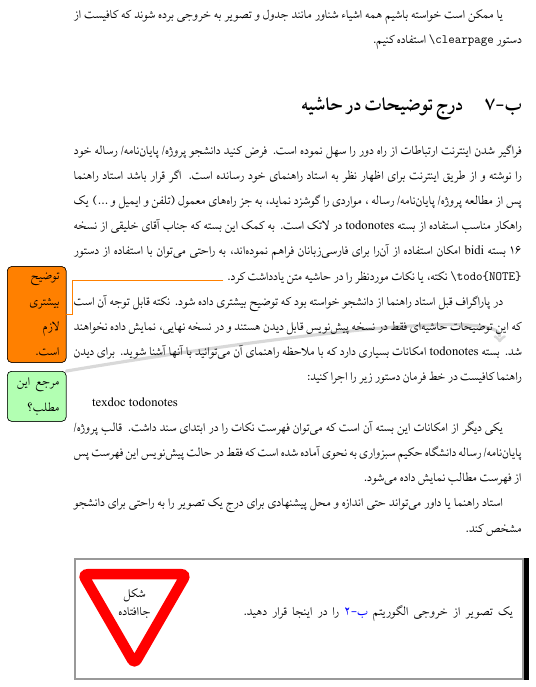 یا ممکن است خواسته باشیم همه اشیاء شناور مانند جدول و تصویر به خروجی برده شوند که کافیست از
دستور \clearpage استفاده کنیم.
ب-۷ درج توضیحات در حاشیه
فراگیر شدن اینترنت ارتباطات از راه دور را سهل نموده است. فرض کنید دانشجو پروژه/ پایان‌نامه/ رساله خود
را نوشته و از طریق اینترنت برای اظهار نظر به استاد راهنمای خود رسانده است. اگر قرار باشد استاد راهنما
پس از مطالعه پروژه/ پایان‌نامه/ رساله ، مواردی را گوشزد نماید، به جز راه‌های معمول (تلفن و ایمیل و ...) یک
راهکار مناسب استفاده از بسته todonotes در لاتک است. به کمک این بسته که جناب آقای خلیقی از نسخه
۱۶ بسته bidi امکان استفاده از آن‌را برای فارسی‌زبانان فراهم نموده‌اند، به راحتی می‌توان با استفاده از دستور
\todo{NOTE} نکته، یا نکات موردنظر را در حاشیه متن یادداشت کرد.
توضیح
بیشتری
لازم
است.
در پاراگراف قبل استاد راهنما از دانشجو خواسته بود که توضیح بیشتری داده شود. نکته قابل توجه آن است
که این توضیحات حاشیه‌ای فقط در نسخه پیش‌نویس قابل دیدن هستند و در نسخه نهایی، نمایش داده نخواهند
شد. بسته todonotes امکانات بسیاری دارد که با ملاحظه راهنمای آن می‌توانید با آنها آشنا شوید. برای دیدن
راهنما کافیست در خط فرمان دستور زیر را اجرا کنید:
مرجع این
مطلب؟
texdoc todonotes
یکی دیگر از امکانات این بسته آن است که می‌توان فهرست نکات را در ابتدای سند داشت. قالب پروژه/
پایان‌نامه/ رساله دانشگاه حکیم سبزواری به نحوی آماده شده است که فقط در حالت پیش‌نویس این فهرست پس
از فهرست مطالب نمایش داده می‌شود.
استاد راهنما یا داور می‌تواند حتی اندازه و محل پیشنهادی برای درج یک تصویر را به راحتی برای دانشجو
مشخص کند.
یک تصویر از خروجی الگوریتم ب-۲ را در اینجا قرار دهید.
شکل
جاافتاده